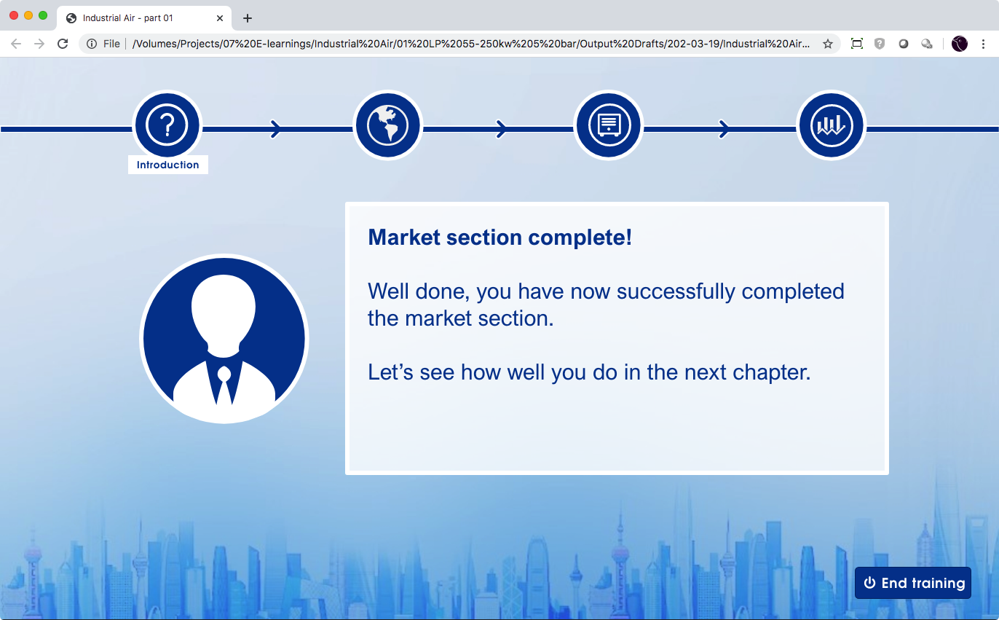 Industrial Air - part 01
File
/Volumes/Projects/07%20E-learnings/Industrial%20Air/01%20LP%2055-250kw%205%20bar/Output%20Drafts/202-03-19/Industrial%20Air...
?
Introduction
Market section complete!
Well done, you have now successfully completed
the market section.
Let’s see how well you do in the next chapter.
End training